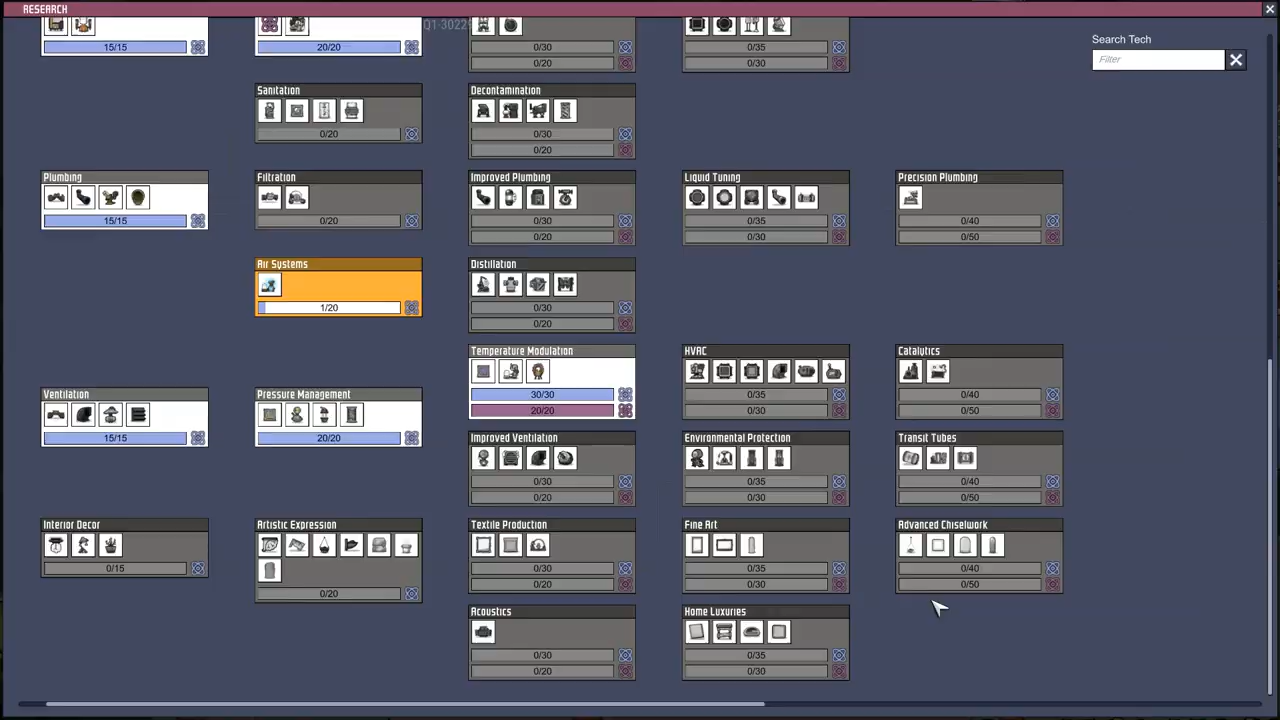 RESEARCH
Q1-30225
Search Tech
Filter
15/15
20/20
0/30
0/20
0/35
0/30
Sanitation
0/20
Decontamination
0/30
0/20
Plumbing
15/15
Filtration
0/20
Improved Plumbing
0/30
0/20
Liquid Tuning
0/35
0/30
Precision Plumbing
0/40
0/50
Air Systems
1/20
Distillation
0/30
0/20
Temperature Modulation
30/30
20/20
HVAC
0/35
0/30
Catalytics
0/40
0/50
Ventilation
15/15
Pressure Management
20/20
Improved Ventilation
0/30
0/20
Environmental Protection
0/35
0/30
Transit Tubes
0/40
0/50
Interior Decor
0/15
Artistic Expression
0/20
Textile Production
0/30
0/20
Fine Art
0/35
0/30
Advanced Chiselwork
0/40
0/50
Acoustics
0/30
0/20
Home Luxuries
0/35
0/30